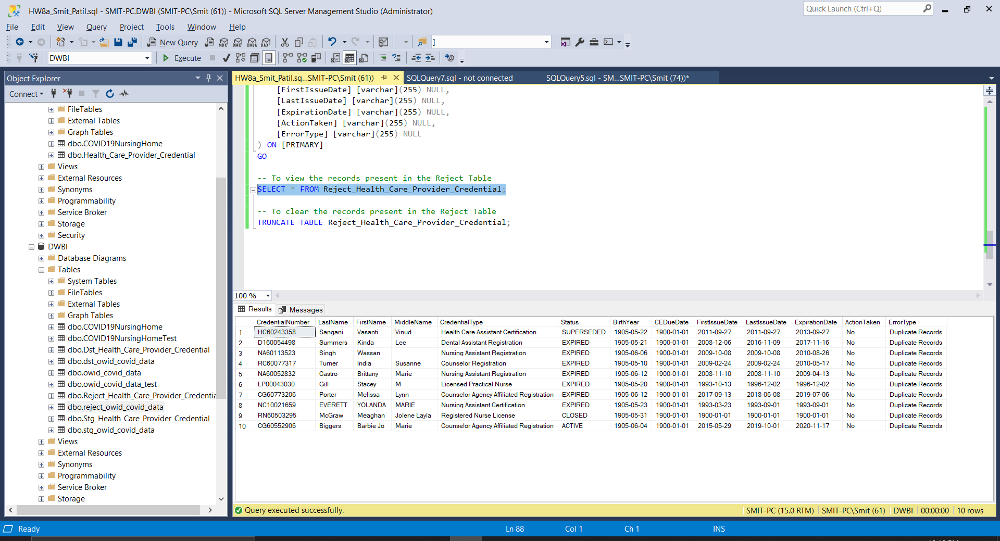 HW8a_Smit_Patil.sql - SMIT-PC.DWBI (SMIT-PC\Smit (61)) - Microsoft SQL Server Management Studio (Administrator)
Quick Launch (Ctrl+Q)
File Edit View Query Project Tools Window Help
New Query MDX DMX XMLA DAX ]
DWBI Execute
Object Explorer
Connect
FileTables
External Tables
Graph Tables
dbo.COVID19NursingHome
dbo.Health_Care_Provider_Credential
Views
External Resources
Synonyms
Programmability
Service Broker
Storage
Security
DWBI
Database Diagrams
Tables
System Tables
FileTables
External Tables
Graph Tables
dbo.COVID19NursingHome
dbo.COVID19NursingHomeTest
dbo.Dst_Health_Care_Provider_Credential
dbo.dst_owid_covid_data
dbo.owid_covid_data
dbo.owid_covid_data_test
dbo.Reject_Health_Care_Provider_Credentia
dbo.reject_owid_covid_data
dbo.Stg_Health_Care_Provider_Credential
dbo.stg_owid_covid_data
Views
External Resources
Synonyms
Programmability
Service Broker
Storage
HW8a_Smit_Patil.sq...SMIT-PC\Smit (61)) SQLQuery7.sql - not connected SQLQuery5.sql - SM...SMIT-PC\Smit (74))*
[FirstIssueDate] [varchar](255) NULL,
[LastIssueDate] [varchar](255) NULL,
[ExpirationDate] [varchar](255) NULL,
[ActionTaken] [varchar](255) NULL,
[ErrorType] [varchar](255) NULL
) ON [PRIMARY]
GO
-- To view the records present in the Reject Table
SELECT * FROM Reject_Health_Care_Provider_Credential;
-- To clear the records present in the Reject Table
TRUNCATE TABLE Reject_Health_Care_Provider_Credential;
100 %
Results Messages
CredentialNumber LastName FirstName MiddleName CredentialType Status BirthYear CEDueDate FirstIssueDate LastIssueDate ExpirationDate ActionTaken ErrorType
1 HC60243358 Sangani Vasanti Vinud Health Care Assistant Certification SUPERSEDED 1905-05-22 1900-01-01 2011-09-27 2011-09-27 2013-09-27 No Duplicate Records
2 D160054498 Summers Kinda Lee Dental Assistant Registration EXPIRED 1905-05-21 1900-01-01 2008-12-06 2016-11-09 2017-11-16 No Duplicate Records
3 NA60113523 Singh Wassan Nursing Assistant Registration EXPIRED 1905-06-06 1900-01-01 2009-10-08 2009-10-08 2010-08-26 No Duplicate Records
4 RC60077317 Turner India Susanne Counselor Registration EXPIRED 1905-05-10 1900-01-01 2009-02-24 2009-02-24 2010-05-17 No Duplicate Records
5 NA60052832 Castro Brittany Marie Nursing Assistant Registration EXPIRED 1905-06-12 1900-01-01 2008-11-10 2008-11-10 2009-04-13 No Duplicate Records
6 LP00043030 Gill Stacey M Licensed Practical Nurse EXPIRED 1905-05-20 1900-01-01 1993-10-13 1996-12-02 1996-12-02 No Duplicate Records
7 CG60773206 Porter Melissa Lynn Counselor Agency Affiliated Registration EXPIRED 1905-06-12 1900-01-01 2017-09-13 2018-06-08 2019-07-06 No Duplicate Records
8 NC10021659 EVERETT YOLANDA MARIE Nursing Assistant Certification EXPIRED 1905-05-23 1900-01-01 1993-03-23 1993-09-01 1993-09-01 No Duplicate Records
9 RN60503295 McGraw Meaghan Jolene Layla Registered Nurse License CLOSED 1905-05-31 1900-01-01 1900-01-01 1900-01-01 1900-01-01 No Duplicate Records
10 CG60552906 Biggers Barbie Jo Marie Counselor Agency Affiliated Registration ACTIVE 1905-06-04 1900-01-01 2015-05-29 2019-10-01 2020-11-17 No Duplicate Records
Query executed successfully. SMIT-PC (15.0 RTM) SMIT-PC\Smit (61) DWBI 00:00:00 10 rows
Ready Ln 88 Col 1 Ch 1 INS